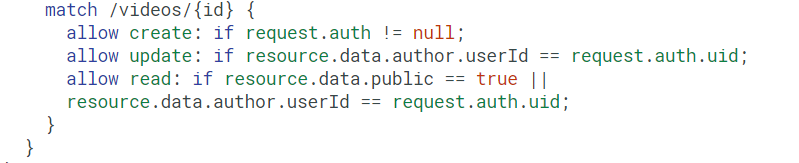 match /videos/{id} {
allow create: if request.auth != null;
allow update: if resource.data.author.userId == request.auth.uid;
allow read: if resource.data.public == true ||
resource.data.author.userId == request.auth.uid;
}
}